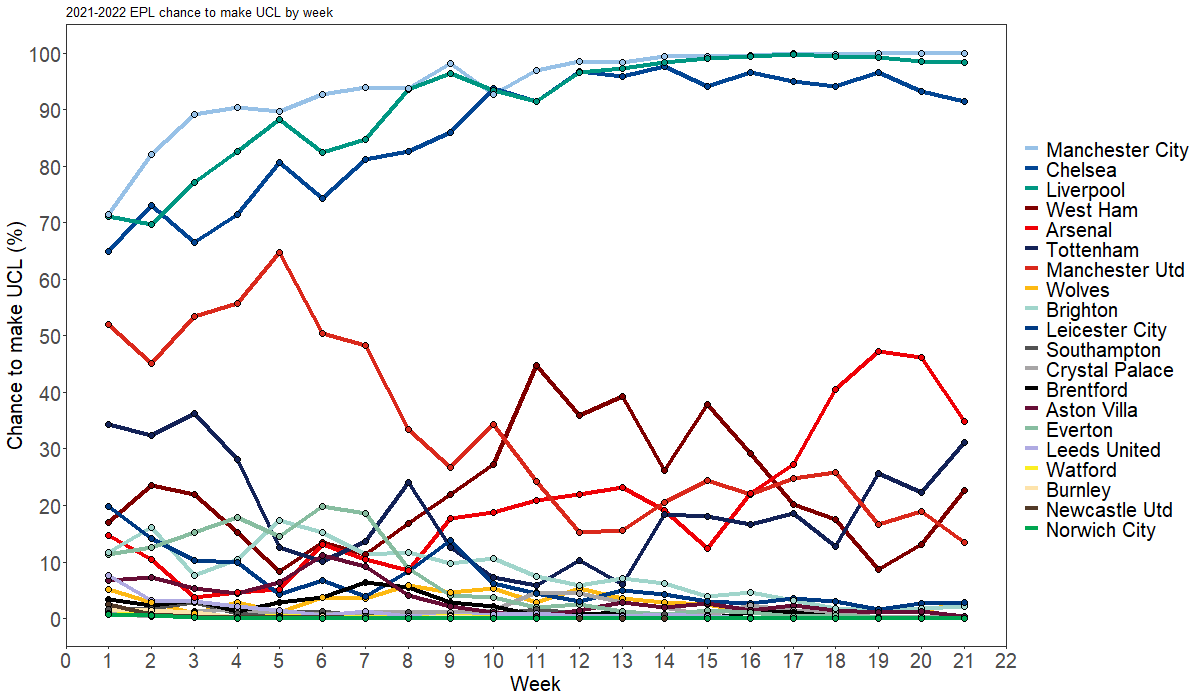 2021-2022 EPL chance to make UCL by week
Chance to make UCL (%)
100
90
80
70
60
50
40
30
20
10
0
0 1 2 3 4 5 6 7 8 9 10 11 12 13 14 15 16 17 18 19 20 21 22
Week
Manchester City
Chelsea
Liverpool
West Ham
Arsenal
Tottenham
Manchester Utd
Wolves
Brighton
Leicester City
Southampton
Crystal Palace
Brentford
Aston Villa
Everton
Leeds United
Watford
Burnley
Newcastle Utd
Norwich City